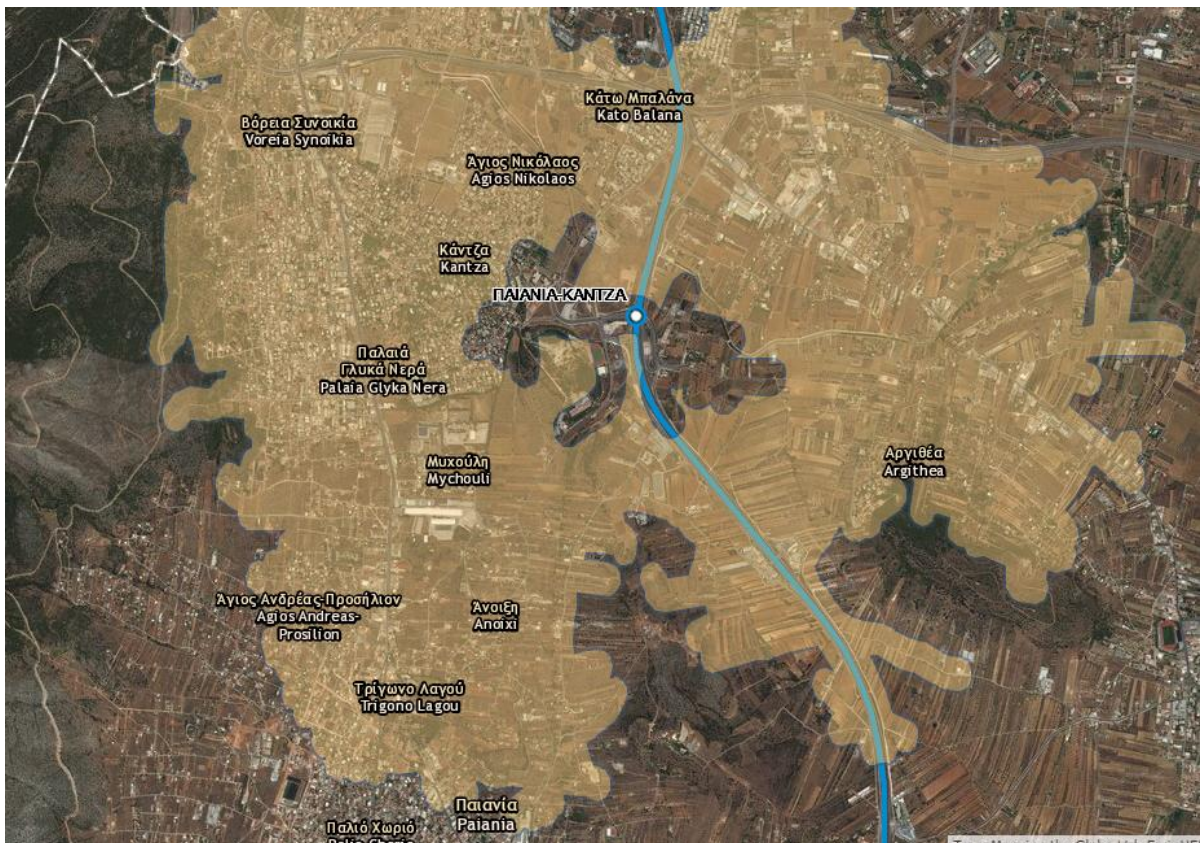 Κάτω Μπαλάνα
Kato Balana
Βόρεια Συνοικία
Voreia Synoikia
Άγιος Νικόλαος
Agios Nikolaos
Κάντζα
Kantza
ΠΑΙΑΝΙΑ-ΚΑΝΤΖΑ
Παλαιά
Γλυκά Νερά
Palaia Glyka Nera
Αργιθέα
Argithea
Μυχούλη
Mychouli
Άγιος Ανδρέας-Προσήλιον
Agios Andreas-
Prosilion
Άνοιξη
Anoixi
Τρίγωνο Λαγού
Trigono Lagou
Παιανία
Paiania
Παλιό Χωριό